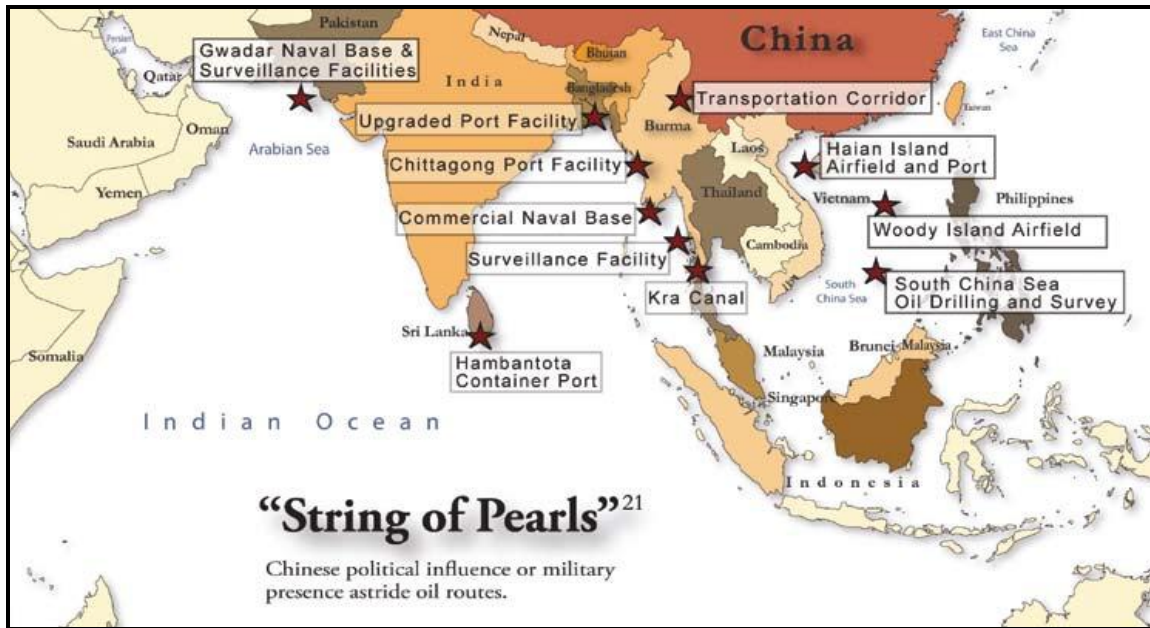 Pakistan
Persian
Gulf
Nepal
China
East China
Sea
Gwadar Naval Base &
Surveillance Facilities
Bhutan
Qatar
India
Bangladesh
Transportation Corridor
Taiwan
Oman
Upgraded Port Facility
Burma
Saudi Arabia
Arabian Sea
Laos
Haian Island
Airfield and Port
Chittagong Port Facility
Thailand
Yemen
Vietnam
Philippines
Commercial Naval Base
Woody Island Airfield
Cambodia
Surveillance Facility
South
China Sea
South China Sea
Oil Drilling and Survey
Kra Canal
Sri Lanka
Somalia
Hambantota
Container Port
Malaysia
Brunei
Malaysia
Singapore
Indian Ocean
Indonesia
“String of Pearls”21
Chinese political influence or military
presence astride oil routes.